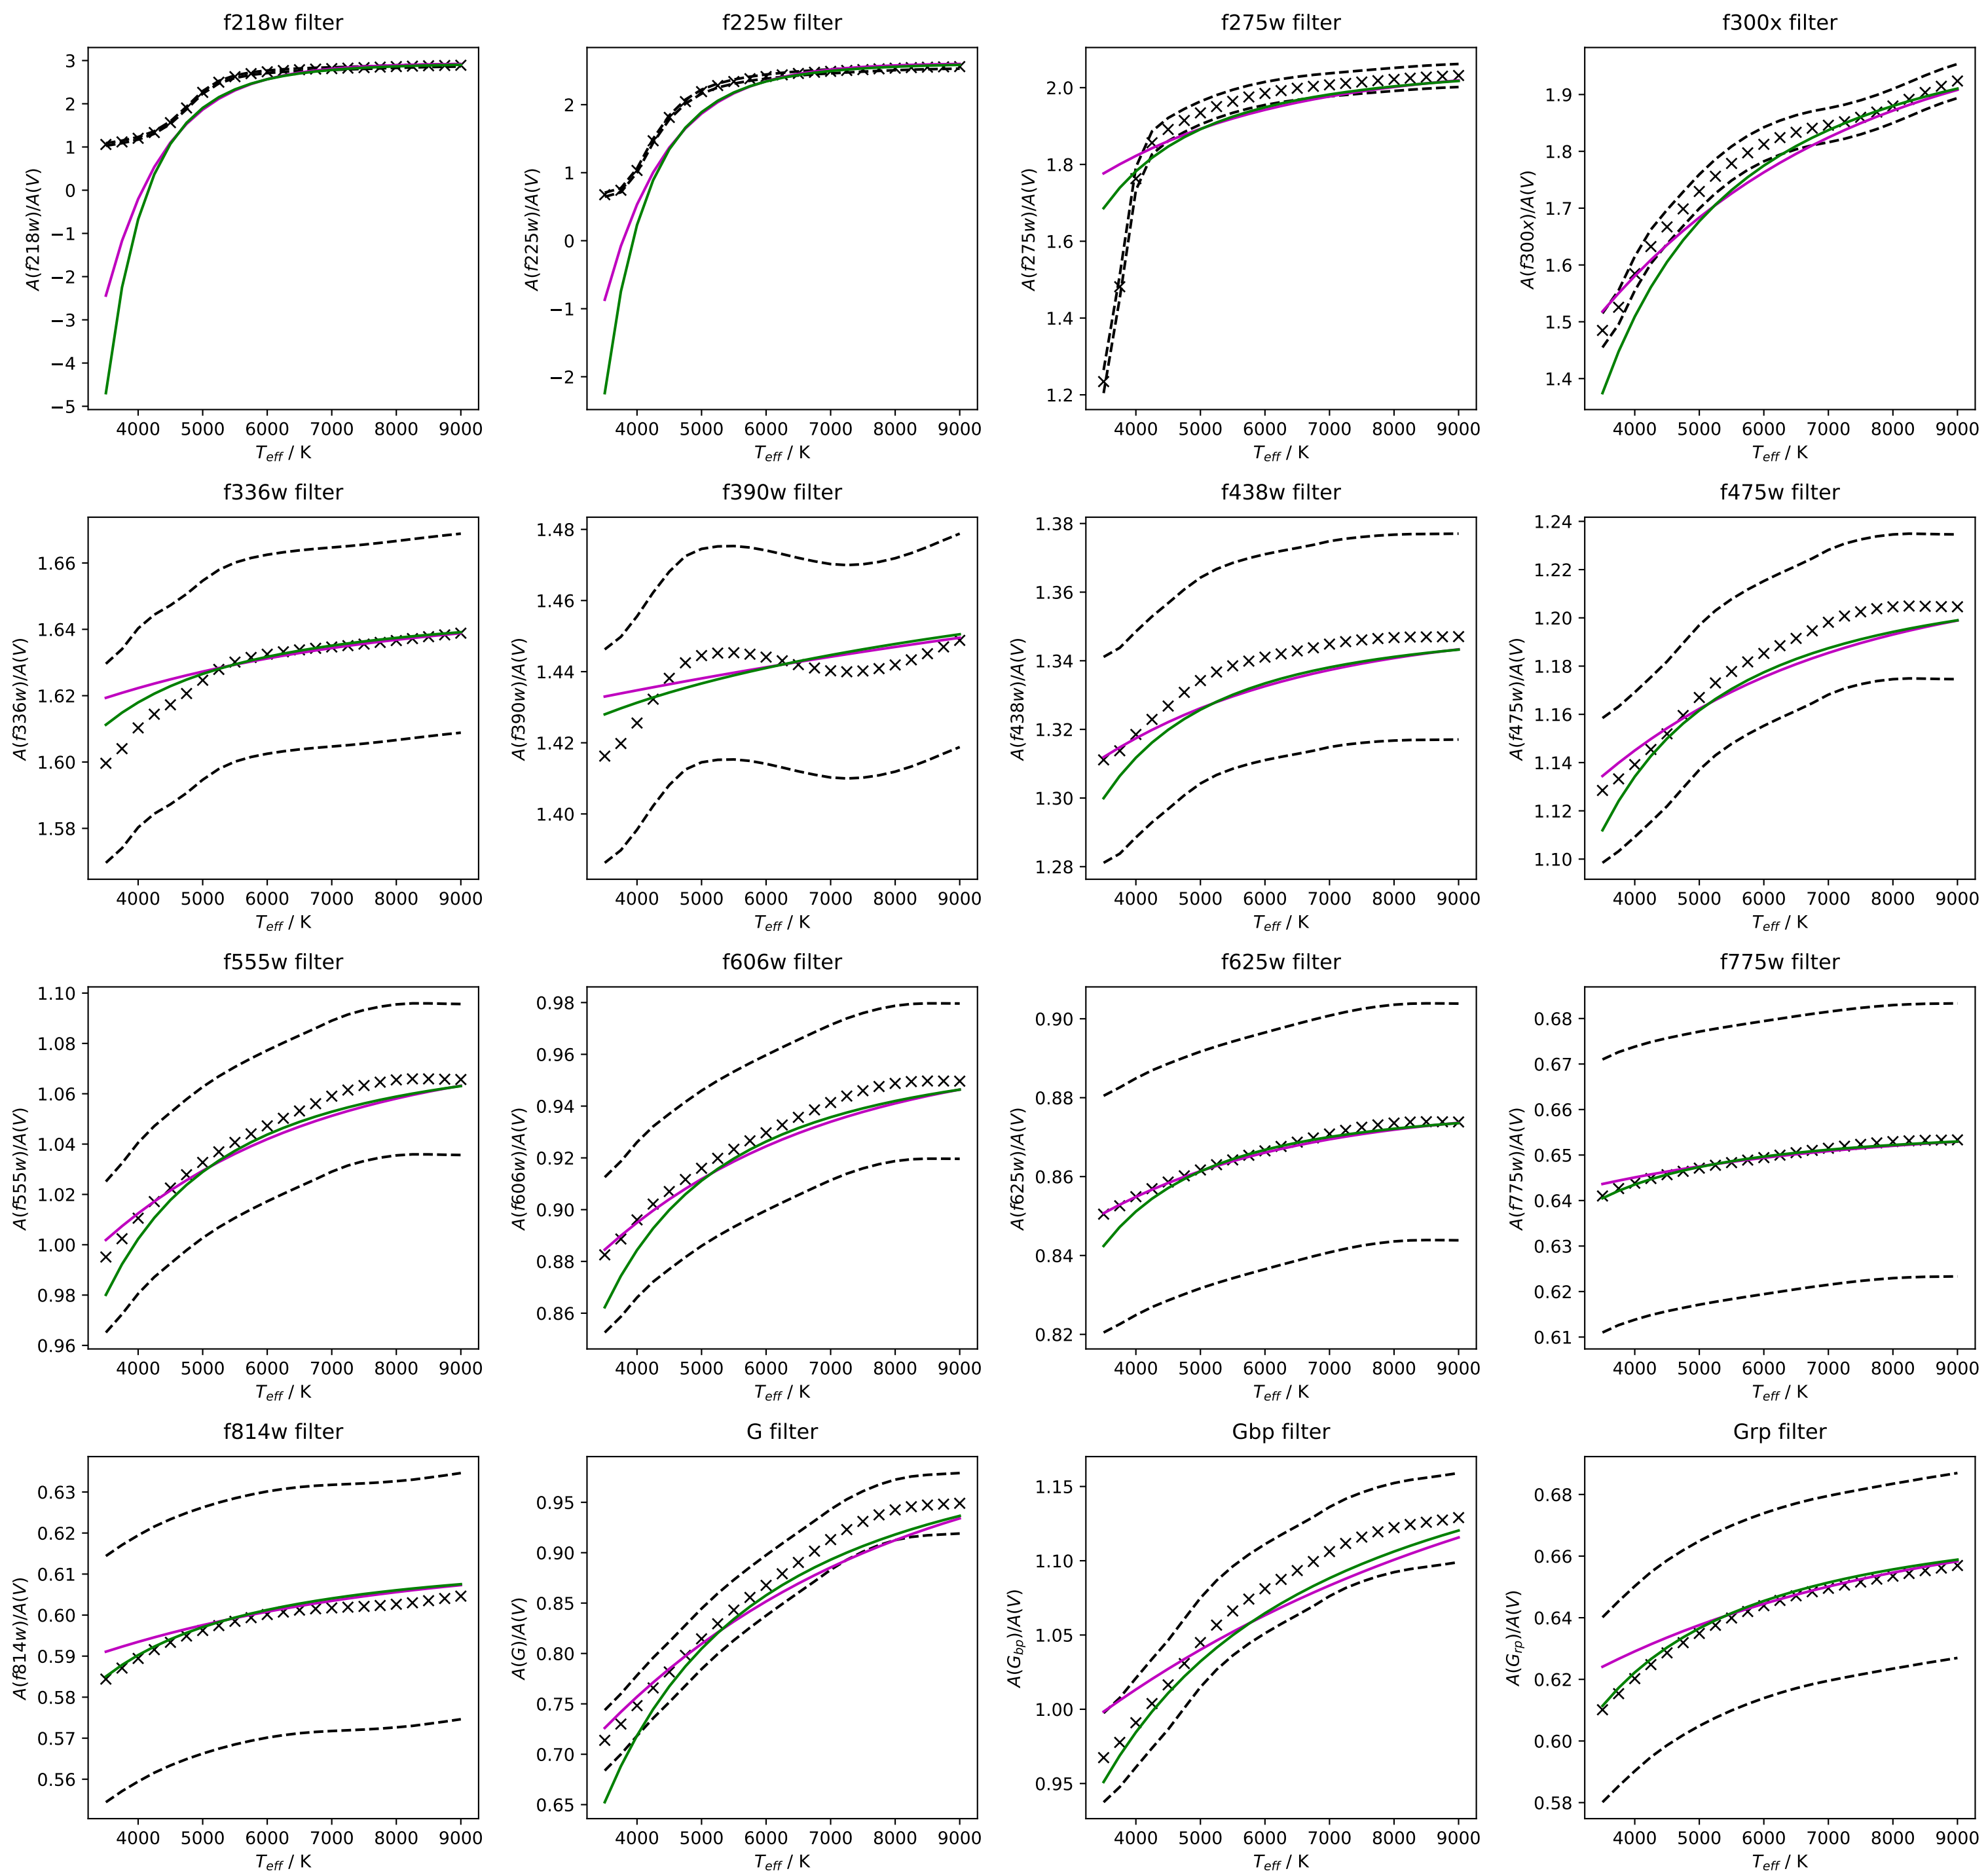 f218w filter
f225w filter
f275w filter
f300x filter
A(f218w)/A(V)
3
2
1
0
−1
−2
−3
−4
−5
4000 5000 6000 7000 8000 9000
T_eff / K
A(f225w)/A(V)
2
1
0
−1
−2
4000 5000 6000 7000 8000 9000
T_eff / K
A(f275w)/A(V)
2.0
1.8
1.6
1.4
1.2
4000 5000 6000 7000 8000 9000
T_eff / K
A(f300x)/A(V)
1.9
1.8
1.7
1.6
1.5
1.4
4000 5000 6000 7000 8000 9000
T_eff / K
f336w filter
f390w filter
f438w filter
f475w filter
A(f336w)/A(V)
1.66
1.64
1.62
1.60
1.58
4000 5000 6000 7000 8000 9000
T_eff / K
A(f390w)/A(V)
1.48
1.46
1.44
1.42
1.40
4000 5000 6000 7000 8000 9000
T_eff / K
A(f438w)/A(V)
1.38
1.36
1.34
1.32
1.30
1.28
4000 5000 6000 7000 8000 9000
T_eff / K
A(f475w)/A(V)
1.24
1.22
1.20
1.18
1.16
1.14
1.12
1.10
4000 5000 6000 7000 8000 9000
T_eff / K
f555w filter
f606w filter
f625w filter
f775w filter
A(f555w)/A(V)
1.10
1.08
1.06
1.04
1.02
1.00
0.98
0.96
4000 5000 6000 7000 8000 9000
T_eff / K
A(f606w)/A(V)
0.98
0.96
0.94
0.92
0.90
0.88
0.86
4000 5000 6000 7000 8000 9000
T_eff / K
A(f625w)/A(V)
0.90
0.88
0.86
0.84
0.82
4000 5000 6000 7000 8000 9000
T_eff / K
A(f775w)/A(V)
0.68
0.67
0.66
0.65
0.64
0.63
0.62
0.61
4000 5000 6000 7000 8000 9000
T_eff / K
f814w filter
G filter
Gbp filter
Grp filter
A(f814w)/A(V)
0.63
0.62
0.61
0.60
0.59
0.58
0.57
0.56
4000 5000 6000 7000 8000 9000
T_eff / K
A(G)/A(V)
0.95
0.90
0.85
0.80
0.75
0.70
0.65
4000 5000 6000 7000 8000 9000
T_eff / K
A(G_bp)/A(V)
1.15
1.10
1.05
1.00
0.95
4000 5000 6000 7000 8000 9000
T_eff / K
A(G_rp)/A(V)
0.68
0.66
0.64
0.62
0.60
0.58
4000 5000 6000 7000 8000 9000
T_eff / K